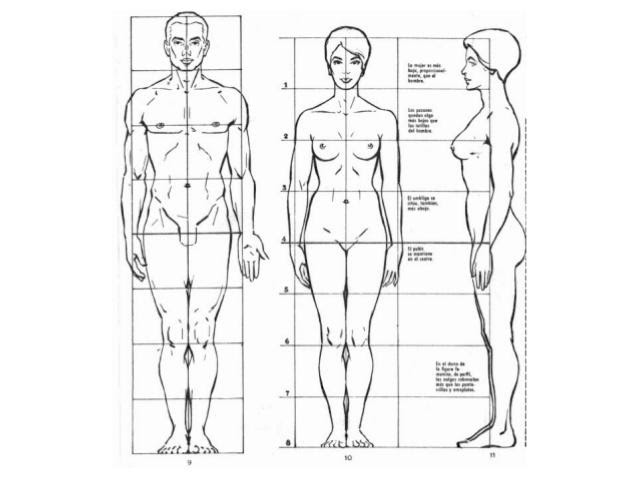 La mujer es más
baja, proporcional-
mente, que el
hombre.
1
Los pezones
quedan algo
más bajos que
las tetillas
del hombre.
2
3
El ombligo se
sitúa, también,
más abajo.
4
El pubis
se mantiene
en el centro.
5
6
En el dorso de
la figura fe
menina, de perfil,
las nalgas
más que las panto-
rrillas y omoplatos.
7
8
9
10
11